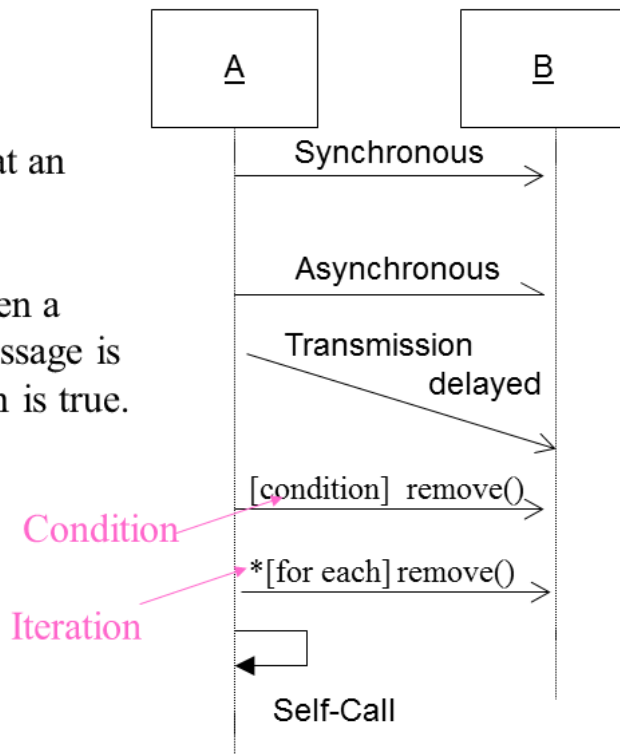 A
B
Synchronous
at an
Asynchronous
en a
ssage is
n is true.
Transmission
delayed
[condition] remove()
Condition
*[for each] remove()
Iteration
Self-Call